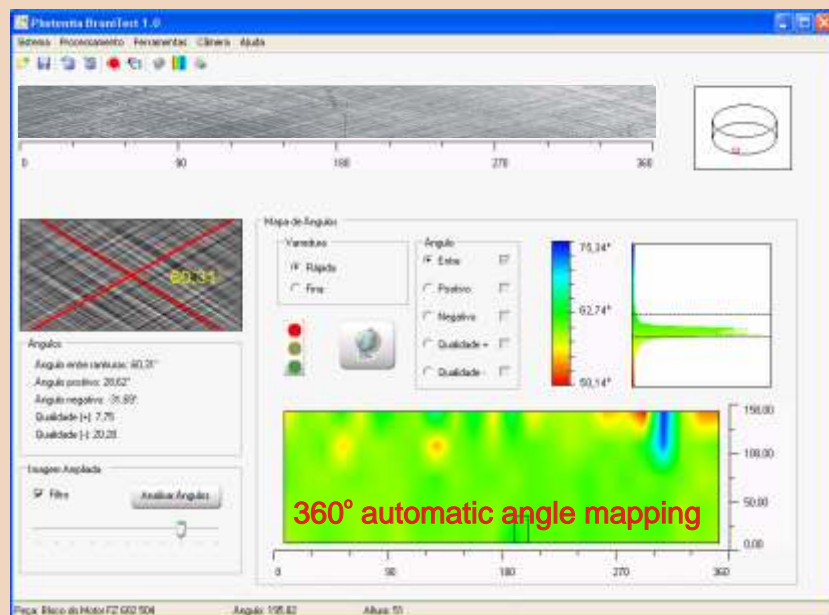 Photonita BruniTest 1.0
Sistema Processamento Ferramentas Câmera Ajuda
0 90 180 270 360
Mapa de Ângulos
Varredura
Rápida
Fina
Ângulo
Entre
Positivo
Negativo
Qualidade +
Qualidade -
75,34°
62,74°
50,14°
60,31
Ângulos
Ângulo entre ranhuras: 60,31°
Ângulo positivo: 28,62°
Ângulo negativo: -31,69°
Qualidade (+): 7,75
Qualidade (-): 20,28
Imagem Ampliada
Filtro
Analisar Ângulos
360° automatic angle mapping
150,00
100,00
50,00
0,00
0 90 180 270 360
Peça: Bloco do Motor FZ G02 504 Ângulo: 195,82 Altura: 51